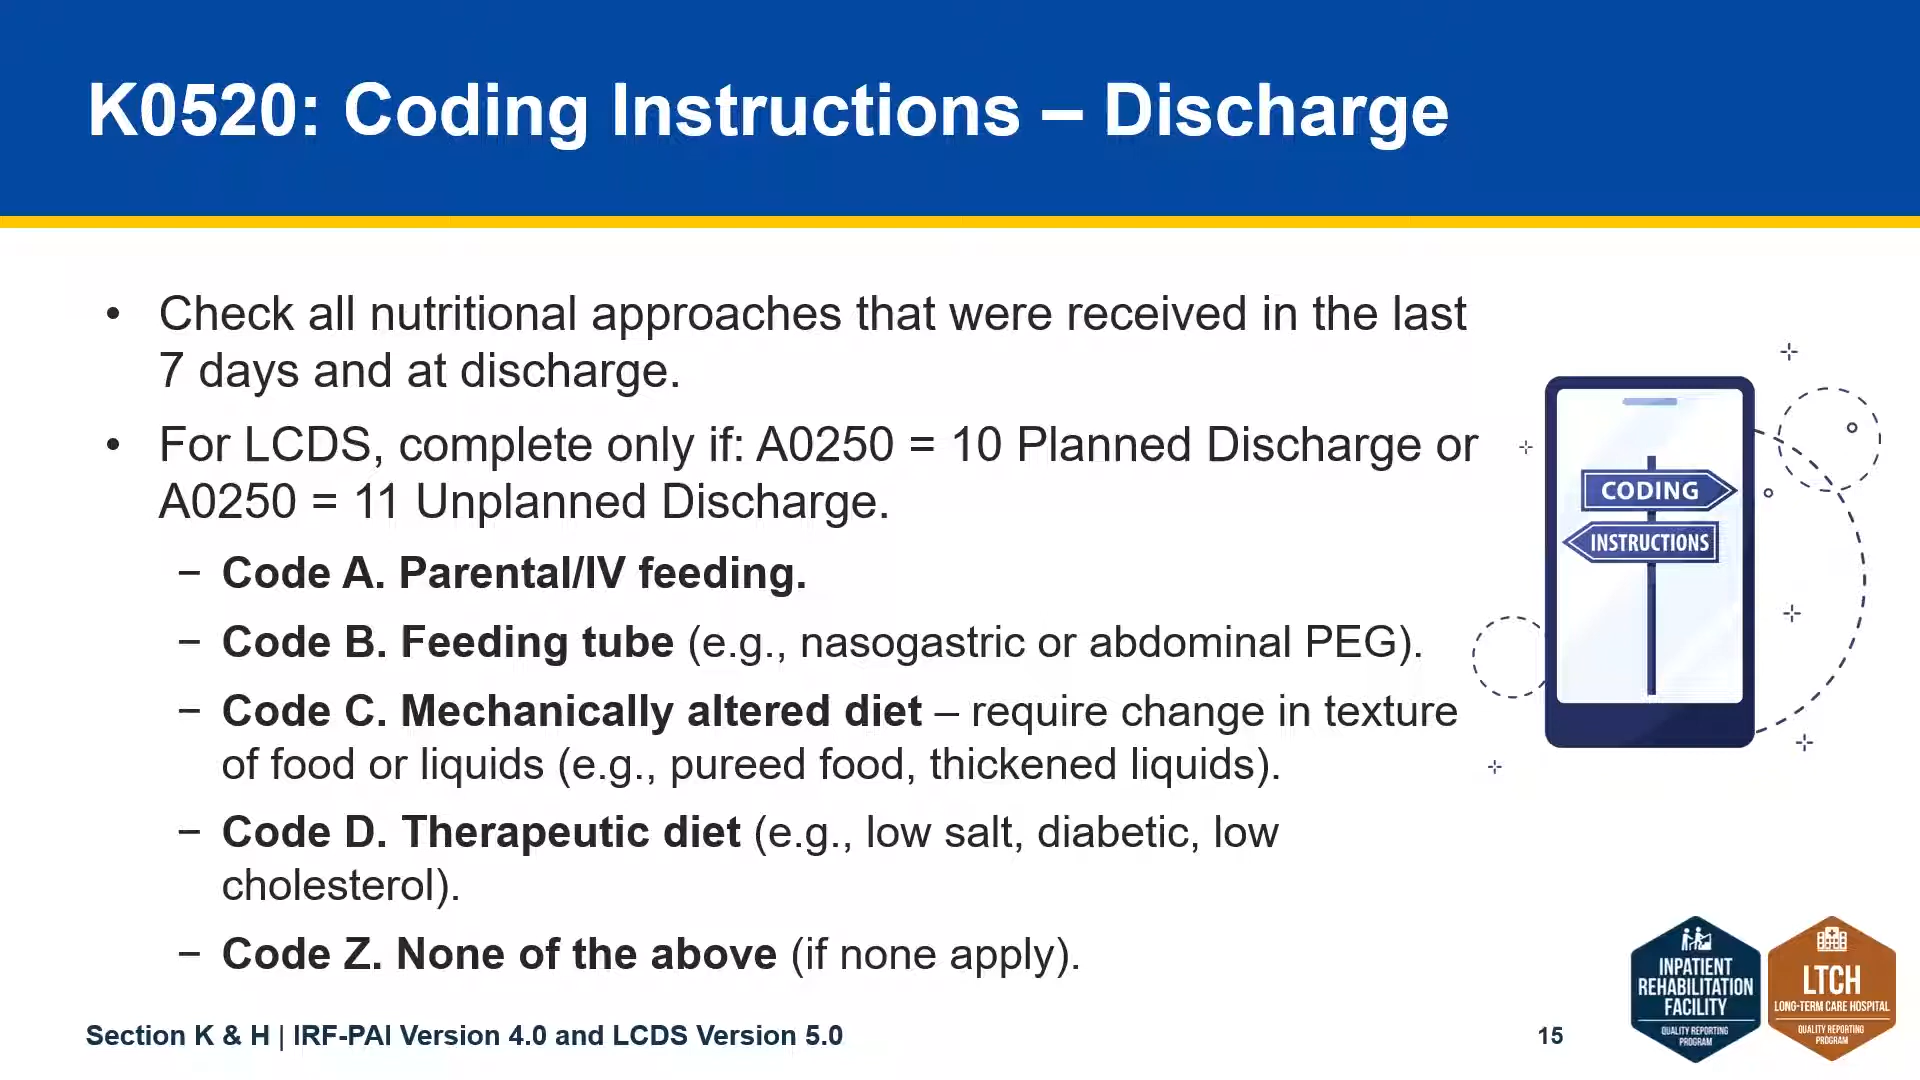 K0520: Coding Instructions – Discharge
• Check all nutritional approaches that were received in the last
7 days and at discharge.
• For LCDS, complete only if: A0250 = 10 Planned Discharge or
A0250 = 11 Unplanned Discharge.
− Code A. Parental/IV feeding.
− Code B. Feeding tube (e.g., nasogastric or abdominal PEG).
− Code C. Mechanically altered diet – require change in texture
of food or liquids (e.g., pureed food, thickened liquids).
− Code D. Therapeutic diet (e.g., low salt, diabetic, low
cholesterol).
− Code Z. None of the above (if none apply).
CODING
INSTRUCTIONS
Section K & H | IRF-PAI Version 4.0 and LCDS Version 5.0
15
INPATIENT
REHABILITATION
FACILITY
QUALITY REPORTING
PROGRAM
LTCH
LONG-TERM CARE HOSPITAL
QUALITY REPORTING
PROGRAM